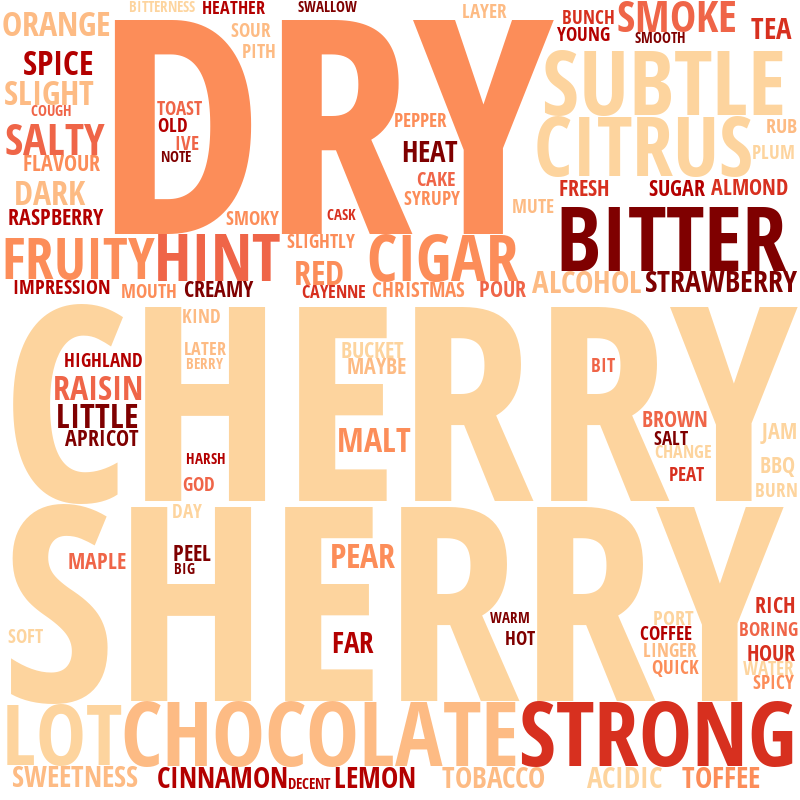 BITTERNESS
HEATHER
SWALLOW
LAYER
BUNCH
SMOKE
ORANGE
SOUR
YOUNG
SMOOTH
TEA
PITH
DRY
SPICE
SUBTLE
SLIGHT
COUGH
TOAST
OLD
PEPPER
CITRUS
RUB
SALTY
IVE
NOTE
HEAT
PLUM
FLAVOUR
CAKE
DARK
SYRUPY
FRESH
SUGAR
ALMOND
RASPBERRY
SMOKY
CASK
MUTE
BITTER
FRUITY
HINT
SLIGHTLY
CIGAR
RED
ALCOHOL
STRAWBERRY
IMPRESSION
MOUTH
CREAMY
CAYENNE
CHRISTMAS
POUR
CHERRY
KIND
HIGHLAND
LATER
BERRY
BUCKET
MAYBE
BIT
RAISIN
LITTLE
APRICOT
MALT
BROWN
SALT
CHANGE
JAM
HARSH
PEAT
BBQ
GOD
BURN
DAY
SHERRY
MAPLE
PEEL
BIG
PEAR
WARM
PORT
RICH
SOFT
FAR
HOT
COFFEE
BORING
LINGER
HOUR
QUICK
WATER
SPICY
LOT
CHOCOLATE
STRONG
SWEETNESS
CINNAMON
DECENT
LEMON
TOBACCO
ACIDIC
TOFFEE